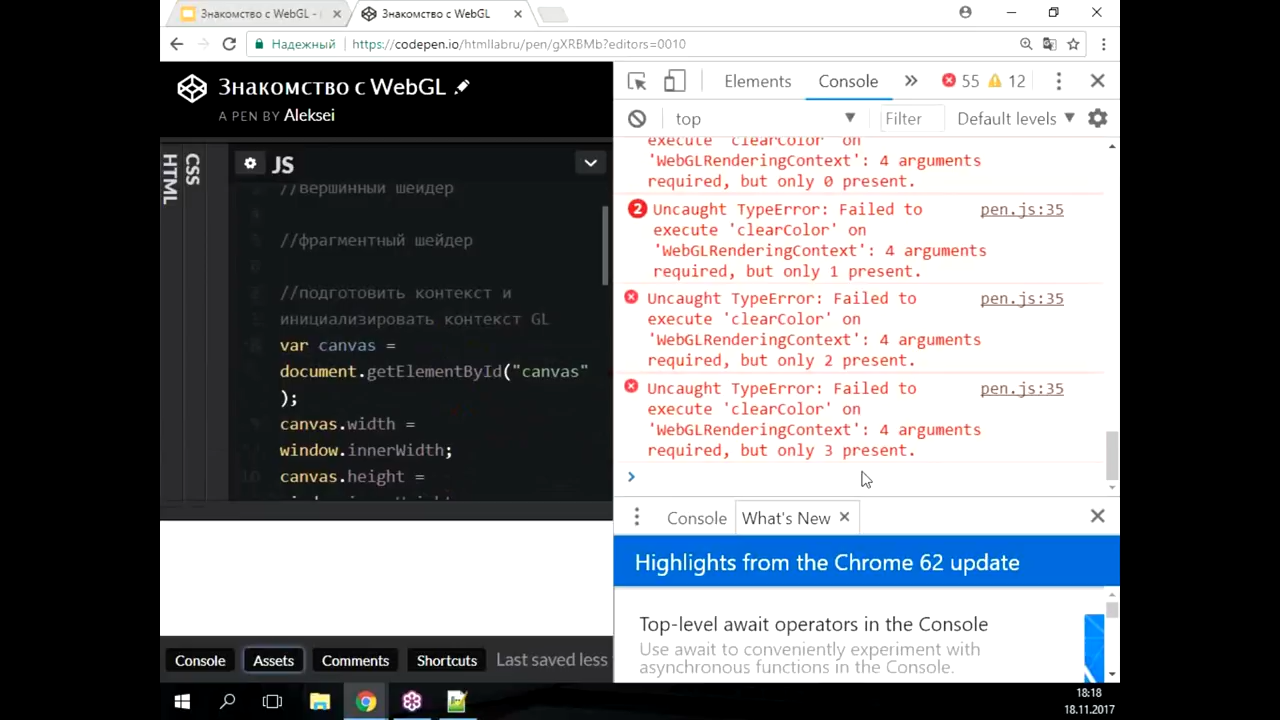 Знакомство с WebGL -
Знакомство с WebGL
Надежный
https://codepen.io/htmllabru/pen/gXRBMb?editors=0010
Знакомство с WebGL
A PEN BY Aleksei
HTML
CSS
JS
//вершинный шейдер
//фрагментный шейдер
//подготовить контекст и
инициализировать контекст GL
var canvas =
document.getElementById("canvas"
);
canvas.width =
window.innerWidth;
10 canvas.height =
Elements
Console
55
12
top
Filter
Default levels
execute 'clearColor' on
'WebGLRenderingContext': 4 arguments
required, but only 0 present.
2 Uncaught TypeError: Failed to pen.js:35
execute 'clearColor' on
'WebGLRenderingContext': 4 arguments
required, but only 1 present.
Uncaught TypeError: Failed to pen.js:35
execute 'clearColor' on
'WebGLRenderingContext': 4 arguments
required, but only 2 present.
Uncaught TypeError: Failed to pen.js:35
execute 'clearColor' on
'WebGLRenderingContext': 4 arguments
required, but only 3 present.
Console
What's New
Highlights from the Chrome 62 update
Top-level await operators in the Console
Use await to conveniently experiment with
asynchronous functions in the Console.
Console
Assets
Comments
Shortcuts
Last saved less
18:18
18.11.2017